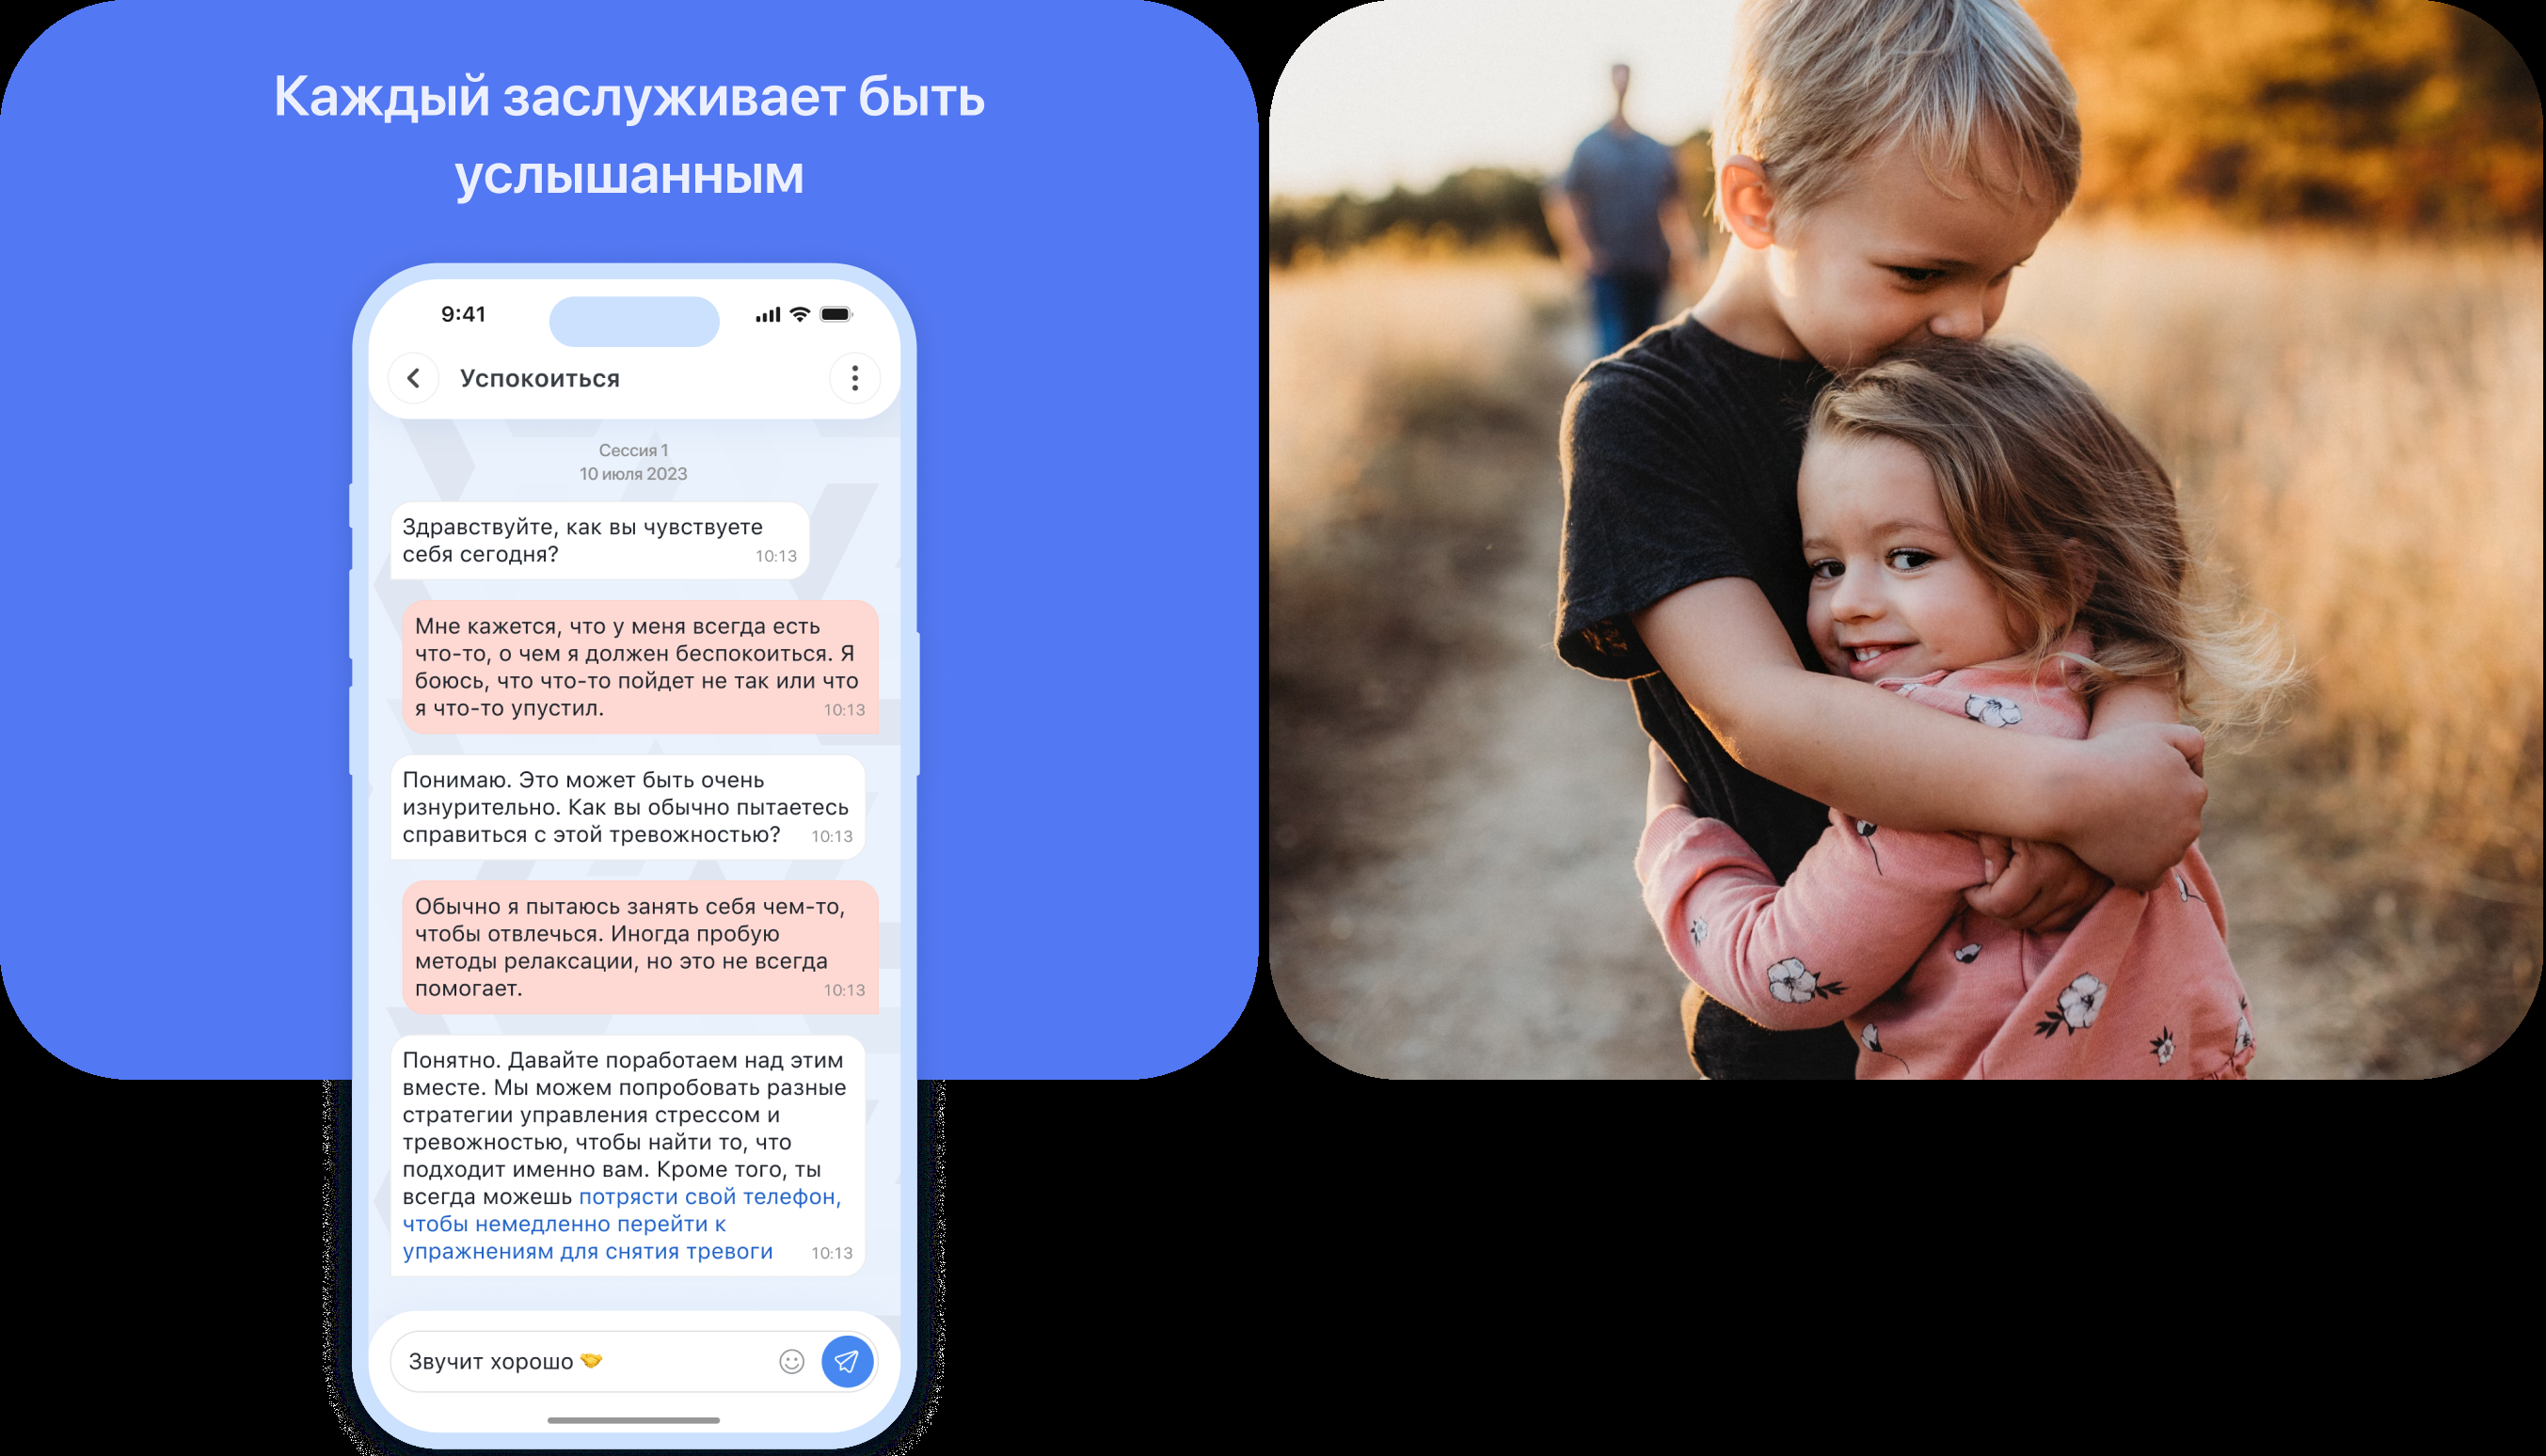 Каждый заслуживает быть
услышанным
9:41
Успокоиться
Сессия 1
10 июля 2023
Здравствуйте, как вы чувствуете
себя сегодня?
10:13
Мне кажется, что у меня всегда есть
что-то, о чем я должен беспокоиться. Я
боюсь, что что-то пойдет не так или что
я что-то упустил.
10:13
Понимаю. Это может быть очень
изнурительно. Как вы обычно пытаетесь
справиться с этой тревожностью?
10:13
Обычно я пытаюсь занять себя чем-то,
чтобы отвлечься. Иногда пробую
методы релаксации, но это не всегда
помогает.
10:13
Понятно. Давайте поработаем над этим
вместе. Мы можем попробовать разные
стратегии управления стрессом и
тревожностью, чтобы найти то, что
подходит именно вам. Кроме того, ты
всегда можешь потрясти свой телефон,
чтобы немедленно перейти к
упражнениям для снятия тревоги
10:13
Звучит хорошо 🤝